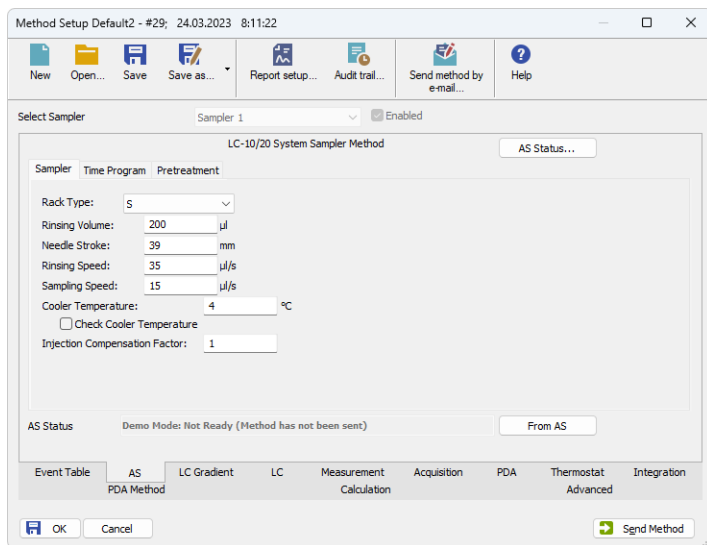 Method Setup Default2 - #29; 24.03.2023 8:11:22
New Open... Save Save as... Report setup... Audit trail... Send method by e-mail... Help
Select Sampler Sampler 1 Enabled
LC-10/20 System Sampler Method AS Status...
Sampler Time Program Pretreatment
Rack Type: S
Rinsing Volume: 200 µl
Needle Stroke: 39 mm
Rinsing Speed: 35 µl/s
Sampling Speed: 15 µl/s
Cooler Temperature: 4 °C
Check Cooler Temperature
Injection Compensation Factor: 1
AS Status Demo Mode: Not Ready (Method has not been sent) From AS
Event Table AS LC Gradient LC Measurement Acquisition PDA Thermostat Integration
PDA Method Calculation Advanced
OK Cancel Send Method